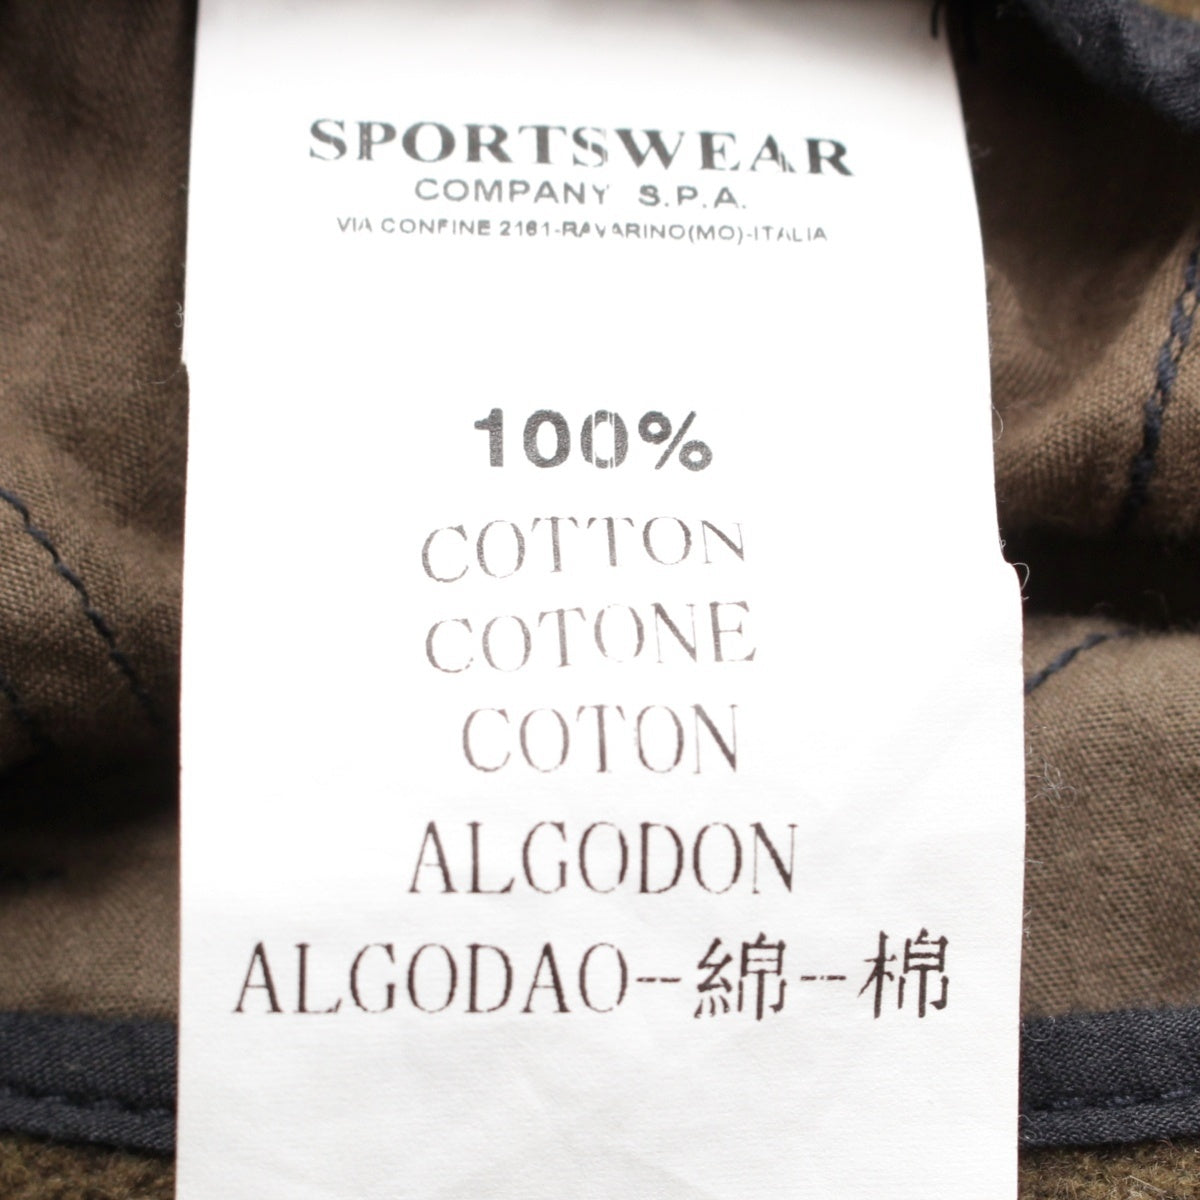 SPORTSWEAR
COMPANY S.P.A.
VIA CONFINE 2161-RAVARINO(MO)-ITALIA
100%
COTTON
COTONE
COTON
ALGODON
ALGODAO--綿--棉